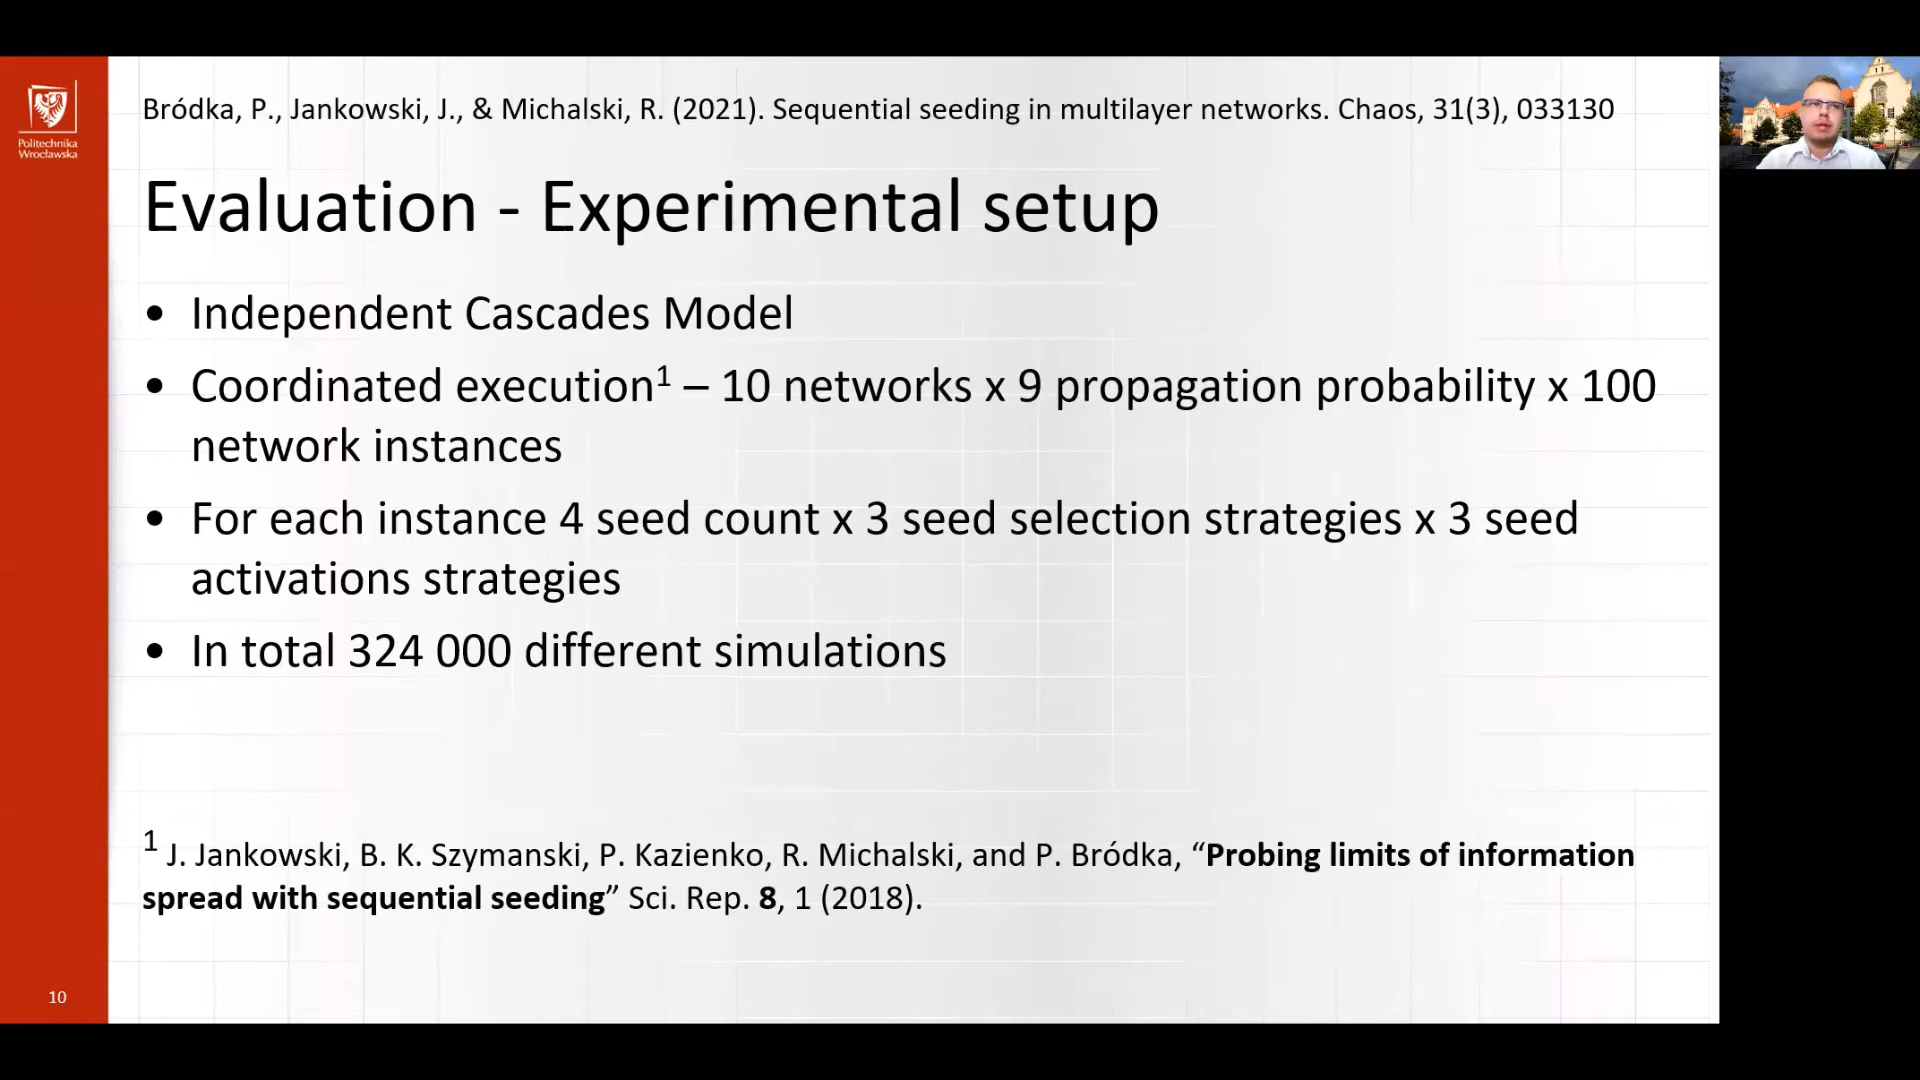 Politechnika
Wrocławska
Bródka, P., Jankowski, J., & Michalski, R. (2021). Sequential seeding in multilayer networks. Chaos, 31(3), 033130
Evaluation - Experimental setup
• Independent Cascades Model
• Coordinated execution¹ – 10 networks x 9 propagation probability x 100
network instances
• For each instance 4 seed count x 3 seed selection strategies x 3 seed
activations strategies
• In total 324 000 different simulations
¹ J. Jankowski, B. K. Szymanski, P. Kazienko, R. Michalski, and P. Bródka, “Probing limits of information
spread with sequential seeding” Sci. Rep. 8, 1 (2018).
10